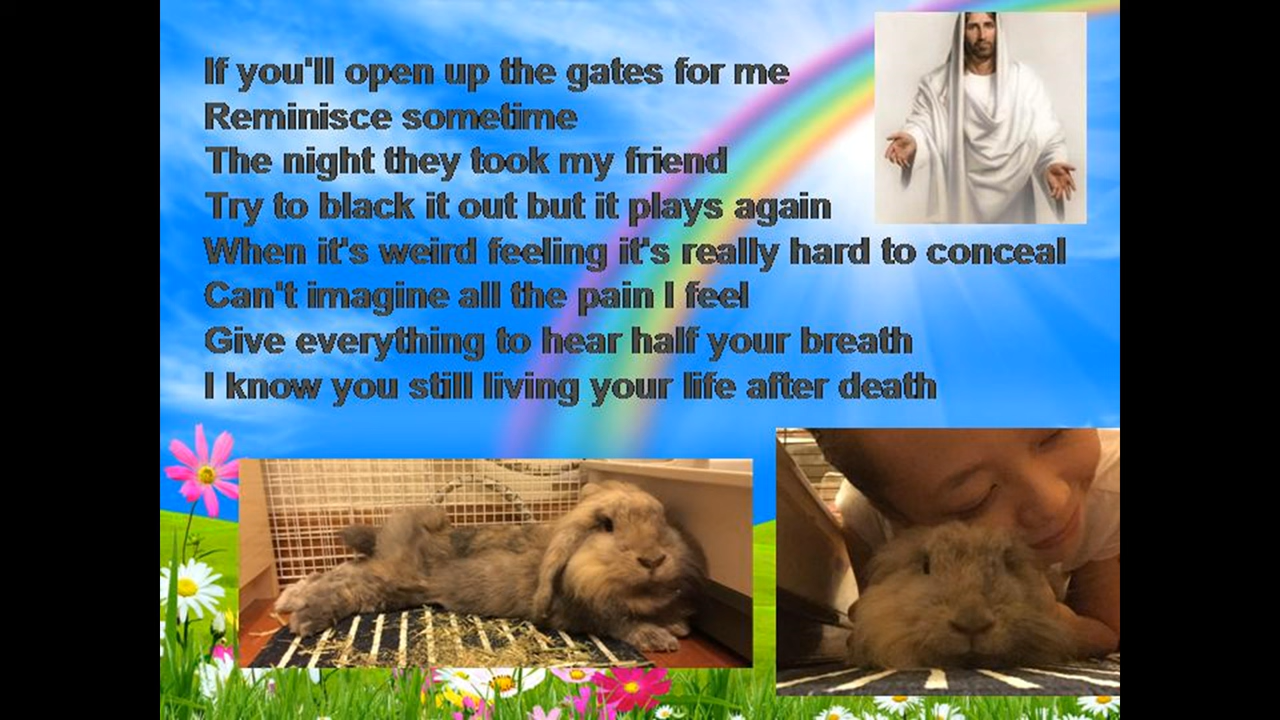 If you'll open up the gates for me
Reminisce sometime
The night they took my friend
Try to black it out but it plays again
When it's weird feeling it's really hard to conceal
Can't imagine all the pain I feel
Give everything to hear half your breath
I know you still living your life after death